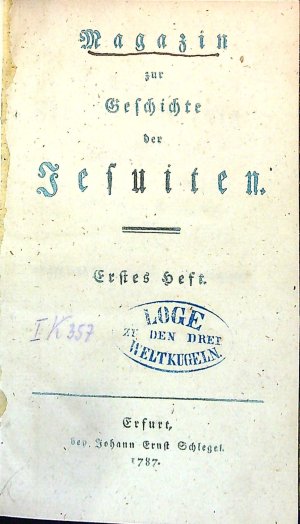 Magazin
zur
Geschichte
der
Jesuiten.
Erstes Heft.
I K 357
LOGE
ZU DEN DREI
WELTKUGELN.
Erfurt,
bey Johann Ernst Schlegel.
1787.